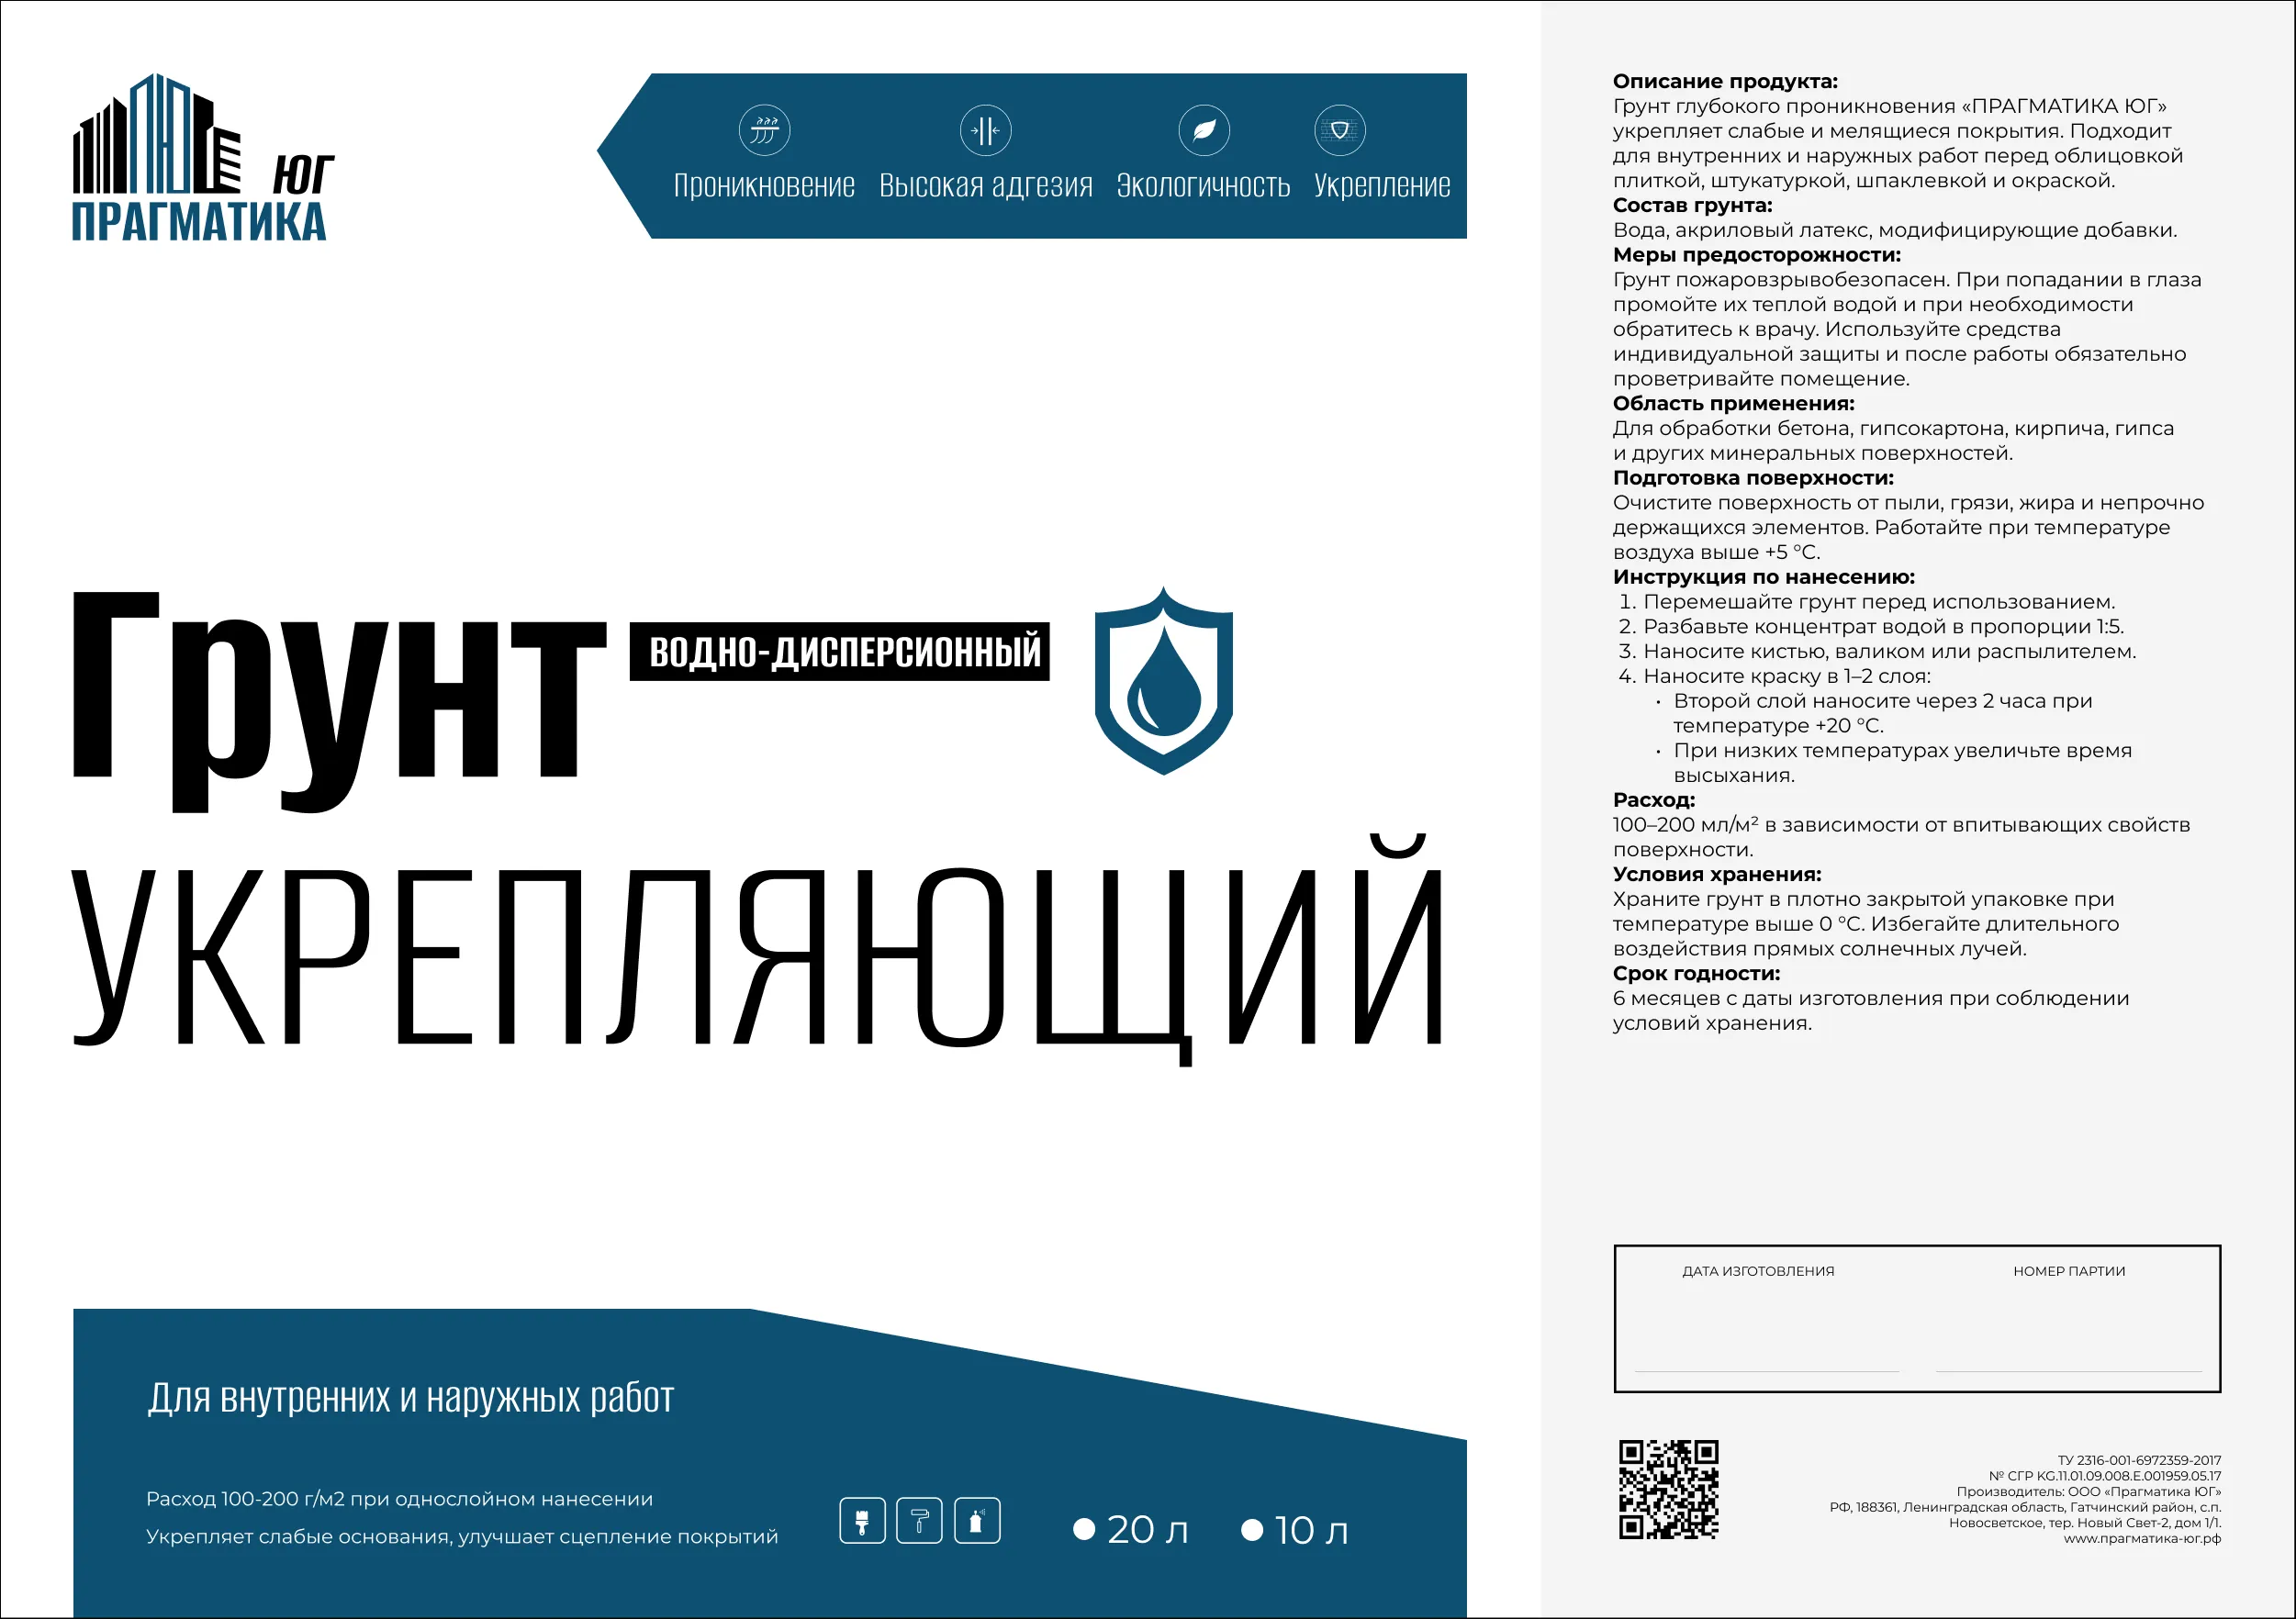 ЮГ
ПРАГМАТИКА
Проникновение
Высокая адгезия
Экологичность
Укрепление
Грунт
ВОДНО-ДИСПЕРСИОННЫЙ
УКРЕПЛЯЮЩИЙ
Для внутренних и наружных работ
Расход 100-200 г/м2 при однослойном нанесении
Укрепляет слабые основания, улучшает сцепление покрытий
20 л
10 л
Описание продукта:
Грунт глубокого проникновения «ПРАГМАТИКА ЮГ»
укрепляет слабые и мелящиеся покрытия. Подходит
для внутренних и наружных работ перед облицовкой
плиткой, штукатуркой, шпаклевкой и окраской.
Состав грунта:
Вода, акриловый латекс, модифицирующие добавки.
Меры предосторожности:
Грунт пожаровзрывобезопасен. При попадании в глаза
промойте их теплой водой и при необходимости
обратитесь к врачу. Используйте средства
индивидуальной защиты и после работы обязательно
проветривайте помещение.
Область применения:
Для обработки бетона, гипсокартона, кирпича, гипса
и других минеральных поверхностей.
Подготовка поверхности:
Очистите поверхность от пыли, грязи, жира и непрочно
держащихся элементов. Работайте при температуре
воздуха выше +5 °C.
Инструкция по нанесению:
1. Перемешайте грунт перед использованием.
2. Разбавьте концентрат водой в пропорции 1:5.
3. Наносите кистью, валиком или распылителем.
4. Наносите краску в 1–2 слоя:
• Второй слой наносите через 2 часа при
температуре +20 °C.
• При низких температурах увеличьте время
высыхания.
Расход:
100–200 мл/м² в зависимости от впитывающих свойств
поверхности.
Условия хранения:
Храните грунт в плотно закрытой упаковке при
температуре выше 0 °C. Избегайте длительного
воздействия прямых солнечных лучей.
Срок годности:
6 месяцев с даты изготовления при соблюдении
условий хранения.
ДАТА ИЗГОТОВЛЕНИЯ
НОМЕР ПАРТИИ
ТУ 2316-001-6972359-2017
№ СГР KG.11.01.09.008.E.001959.05.17
Производитель: ООО «Прагматика ЮГ»
РФ, 188361, Ленинградская область, Гатчинский район, с.п.
Новосветское, тер. Новый Свет-2, дом 1/1.
www.прагматика-юг.рф